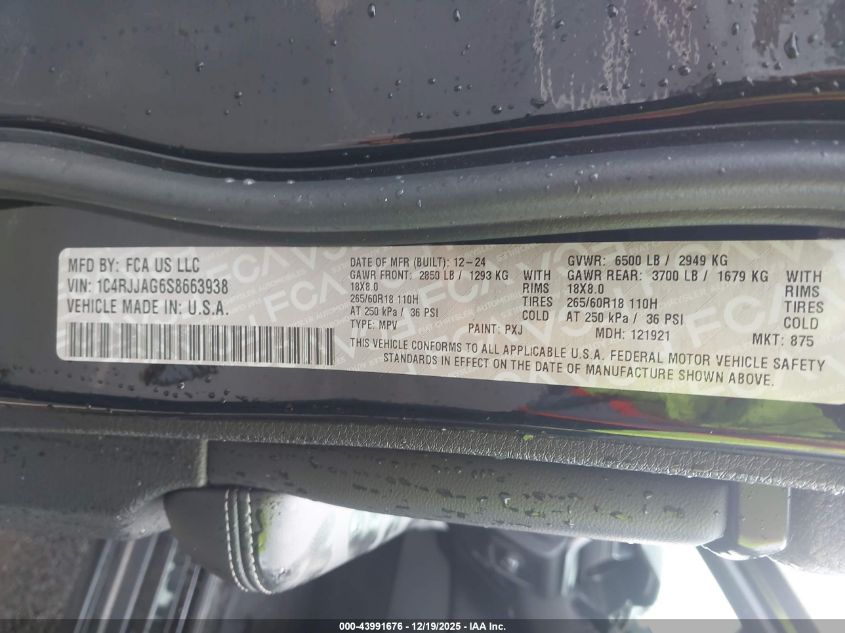 MFD BY: FCA US LLC
VIN: 1C4RJJAG6S8663938
VEHICLE MADE IN: U.S.A.
DATE OF MFR (BUILT): 12-24
GAWR FRONT: 2850 LB / 1293 KG WITH
18X8.0 RIMS
265/60R18 110H TIRES
AT 250 kPa / 36 PSI COLD
TYPE: MPV PAINT: PXJ
GVWR: 6500 LB / 2949 KG
GAWR REAR: 3700 LB / 1679 KG WITH
18X8.0 RIMS
265/60R18 110H TIRES
AT 250 kPa / 36 PSI COLD
MDH: 121921 MKT: 875
THIS VEHICLE CONFORMS TO ALL APPLICABLE U.S.A. FEDERAL MOTOR VEHICLE SAFETY
STANDARDS IN EFFECT ON THE DATE OF MANUFACTURE SHOWN ABOVE.
000-43991676 - 12/19/2025 - IAA Inc.